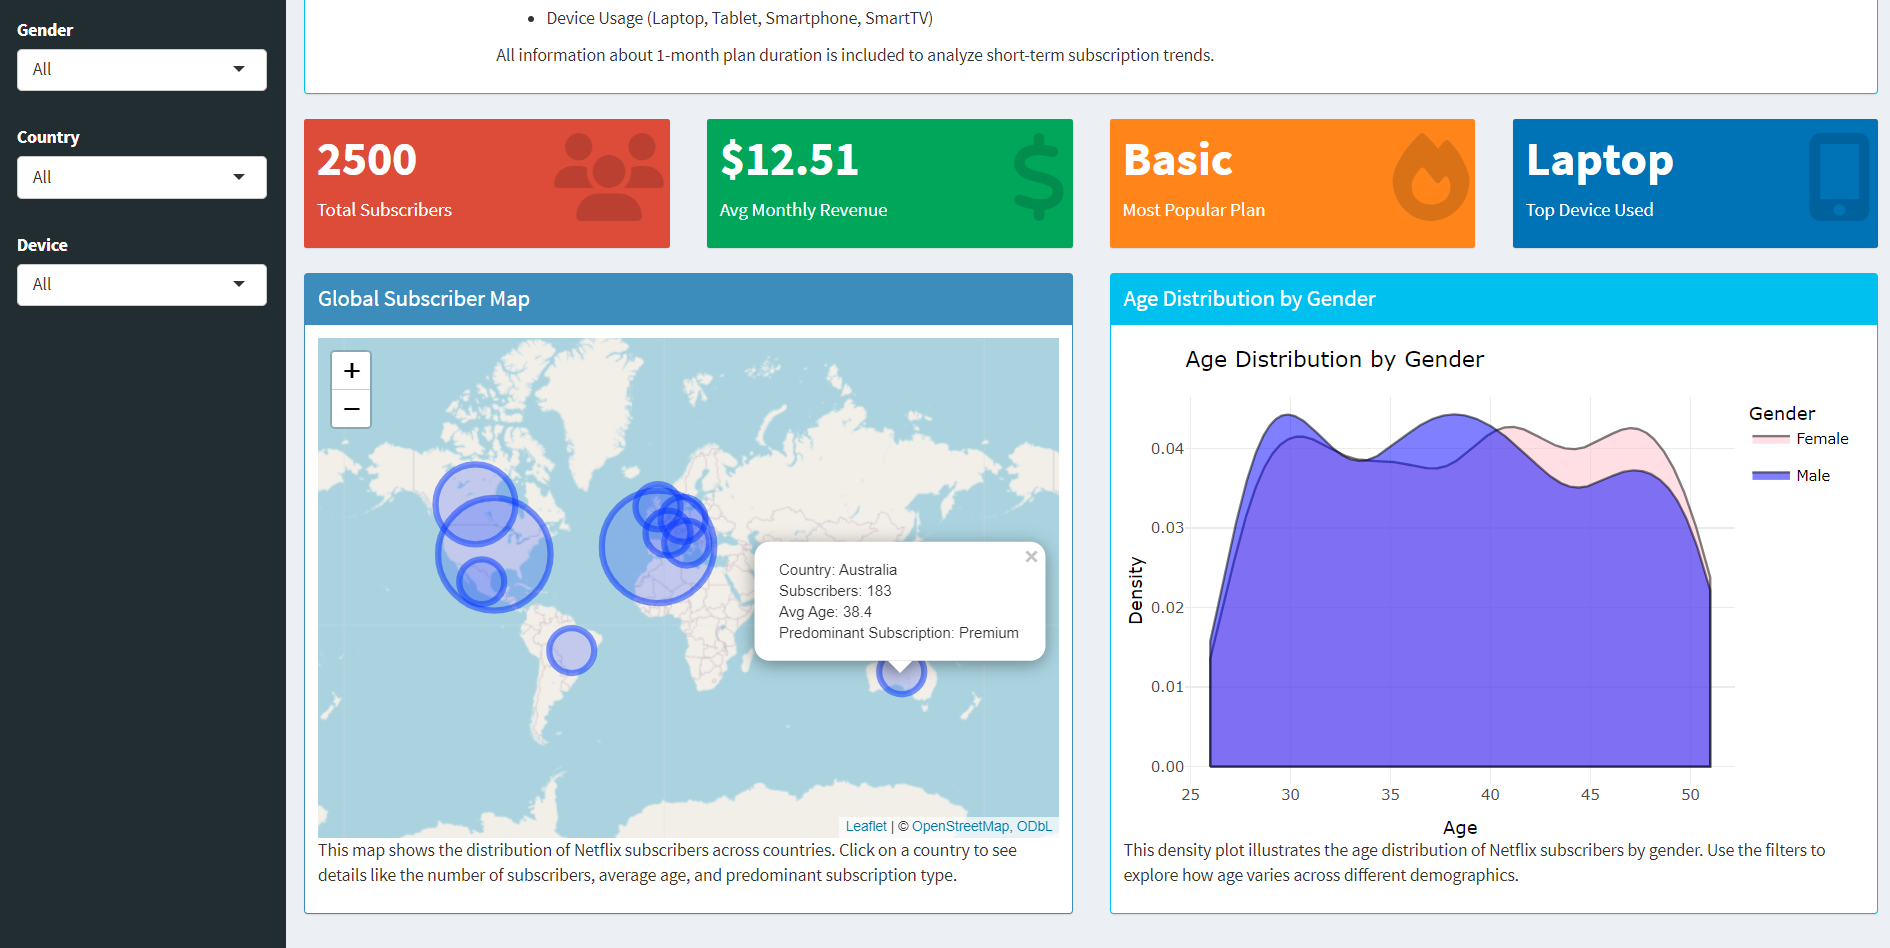 Gender
All
Country
All
Device
All
• Device Usage (Laptop, Tablet, Smartphone, SmartTV)
All information about 1-month plan duration is included to analyze short-term subscription trends.
2500
Total Subscribers
$12.51
Avg Monthly Revenue
Basic
Most Popular Plan
Laptop
Top Device Used
Global Subscriber Map
+
−
Country: Australia
Subscribers: 183
Avg Age: 38.4
Predominant Subscription: Premium
×
Leaflet | © OpenStreetMap, ODbL
This map shows the distribution of Netflix subscribers across countries. Click on a country to see
details like the number of subscribers, average age, and predominant subscription type.
Age Distribution by Gender
Age Distribution by Gender
Gender
Female
Male
Density
0.04
0.03
0.02
0.01
0.00
25 30 35 40 45 50
Age
This density plot illustrates the age distribution of Netflix subscribers by gender. Use the filters to
explore how age varies across different demographics.